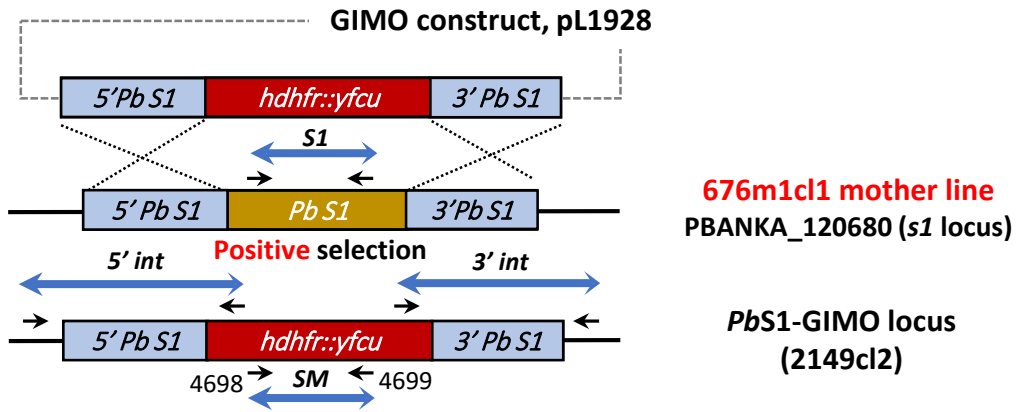 GIMO construct, pL1928
5'Pb S1 hdhfr::yfcu 3' Pb S1
S1
5' Pb S1 Pb S1 3'Pb S1
676m1cl1 mother line
PBANKA_120680 (s1 locus)
Positive selection
5' int 3' int
5' Pb S1 hdhfr::yfcu 3' Pb S1
PbS1-GIMO locus
(2149cl2)
4698 SM 4699